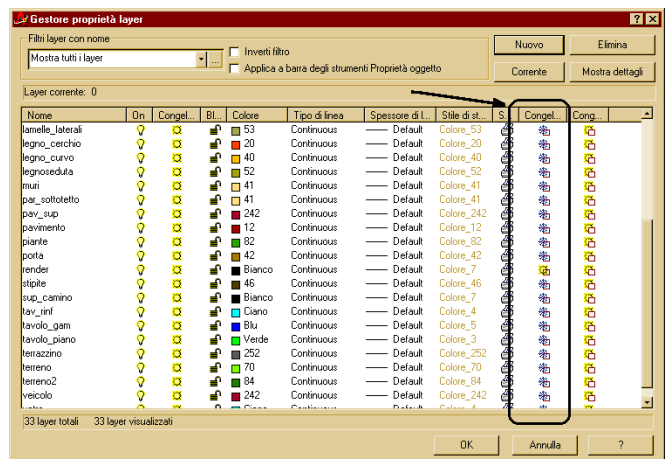 Gestore proprietà layer
Filtri layer con nome
Mostra tutti i layer
...
Inverti filtro
Applica a barra degli strumenti Proprietà oggetto
Nuovo
Elimina
Corrente
Mostra dettagli
Layer corrente: 0
Nome On Congel... Bl... Colore Tipo di linea Spessore di l... Stile di st... S... Congel... Cong...
lamelle_laterali 53 Continuous Default Colore_53
legno_cerchio 20 Continuous Default Colore_20
legno_curvo 40 Continuous Default Colore_40
legnoseduta 52 Continuous Default Colore_52
muri 41 Continuous Default Colore_41
par_sottotetto 41 Continuous Default Colore_41
pav_sup 242 Continuous Default Colore_242
pavimento 12 Continuous Default Colore_12
piante 82 Continuous Default Colore_82
porta 42 Continuous Default Colore_42
render Bianco Continuous Default Colore_7
stipite 46 Continuous Default Colore_46
sup_camino Bianco Continuous Default Colore_7
tav_rinf Ciano Continuous Default Colore_4
tavolo_gam Blu Continuous Default Colore_5
tavolo_piano Verde Continuous Default Colore_3
terrazzino 252 Continuous Default Colore_252
terreno 70 Continuous Default Colore_70
terreno2 84 Continuous Default Colore_84
veicolo 242 Continuous Default Colore_242
33 layer totali 33 layer visualizzati
OK
Annulla
?